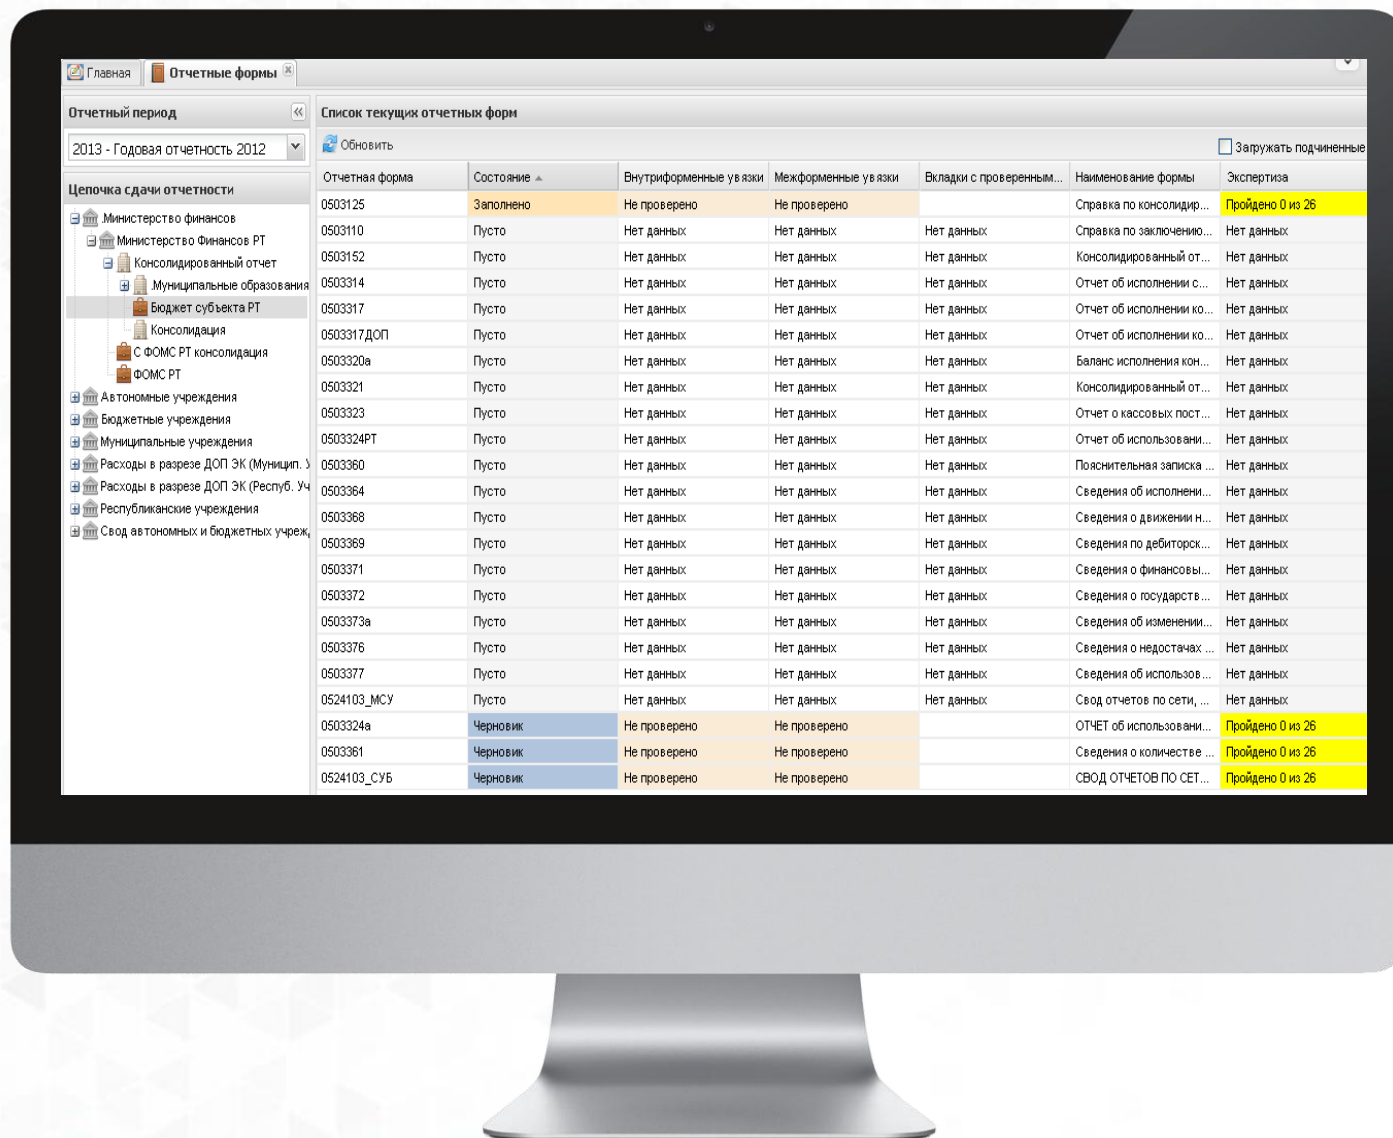 Главная Отчетные формы
Отчетный период
2013 - Годовая отчетность 2012
Цепочка сдачи отчетности
.Министерство финансов
Министерство Финансов РТ
Консолидированный отчет
.Муниципальные образования
Бюджет субъекта РТ
Консолидация
С ФОМС РТ консолидация
ФОМС РТ
Автономные учреждения
Бюджетные учреждения
Муниципальные учреждения
Расходы в разрезе ДОП ЭК (Муницип. У
Расходы в разрезе ДОП ЭК (Респуб. Уч
Республиканские учреждения
Свод автономных и бюджетных учреж
Список текущих отчетных форм
Обновить Загружать подчиненные
Отчетная форма Состояние Внутриформенные увязки Межформенные увязки Вкладки с проверенным... Наименование формы Экспертиза
0503125 Заполнено Не проверено Не проверено Справка по консолидир... Пройдено 0 из 26
0503110 Пусто Нет данных Нет данных Нет данных Справка по заключению... Нет данных
0503152 Пусто Нет данных Нет данных Нет данных Консолидированный от... Нет данных
0503314 Пусто Нет данных Нет данных Нет данных Отчет об исполнении с... Нет данных
0503317 Пусто Нет данных Нет данных Нет данных Отчет об исполнении ко... Нет данных
0503317ДОП Пусто Нет данных Нет данных Нет данных Отчет об исполнении ко... Нет данных
0503320a Пусто Нет данных Нет данных Нет данных Баланс исполнения кон... Нет данных
0503321 Пусто Нет данных Нет данных Нет данных Консолидированный от... Нет данных
0503323 Пусто Нет данных Нет данных Нет данных Отчет о кассовых пост... Нет данных
0503324РТ Пусто Нет данных Нет данных Нет данных Отчет об использовани... Нет данных
0503360 Пусто Нет данных Нет данных Нет данных Пояснительная записка ... Нет данных
0503364 Пусто Нет данных Нет данных Нет данных Сведения об исполнени... Нет данных
0503368 Пусто Нет данных Нет данных Нет данных Сведения о движении н... Нет данных
0503369 Пусто Нет данных Нет данных Нет данных Сведения по дебиторск... Нет данных
0503371 Пусто Нет данных Нет данных Нет данных Сведения о финансовы... Нет данных
0503372 Пусто Нет данных Нет данных Нет данных Сведения о государств... Нет данных
0503373a Пусто Нет данных Нет данных Нет данных Сведения об изменении... Нет данных
0503376 Пусто Нет данных Нет данных Нет данных Сведения о недостачах ... Нет данных
0503377 Пусто Нет данных Нет данных Нет данных Сведения об использов... Нет данных
0524103_МСУ Пусто Нет данных Нет данных Нет данных Свод отчетов по сети, ... Нет данных
0503324a Черновик Не проверено Не проверено ОТЧЕТ об использовани... Пройдено 0 из 26
0503361 Черновик Не проверено Не проверено Сведения о количестве ... Пройдено 0 из 26
0524103_СУБ Черновик Не проверено Не проверено СВОД ОТЧЕТОВ ПО СЕТ... Пройдено 0 из 26